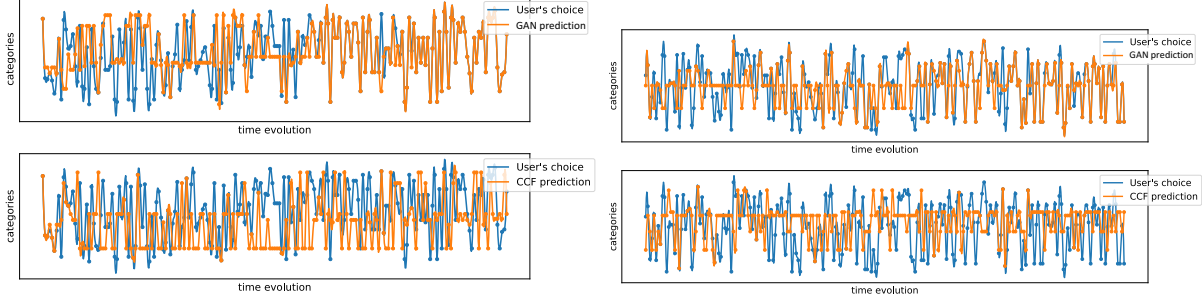 User's choice
GAN prediction
categories
time evolution
User's choice
CCF prediction
categories
time evolution
User's choice
GAN prediction
categories
time evolution
User's choice
CCF prediction
categories
time evolution